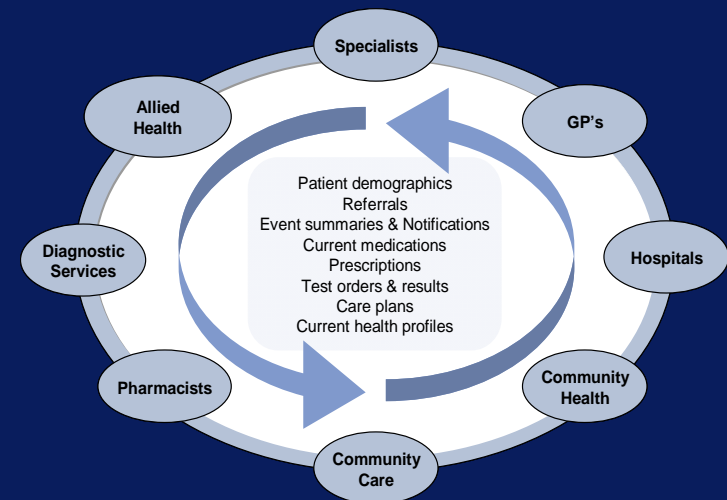 Specialists
Allied
Health
GP's
Patient demographics
Referrals
Event summaries & Notifications
Current medications
Prescriptions
Test orders & results
Care plans
Current health profiles
Diagnostic
Services
Hospitals
Pharmacists
Community
Health
Community
Care